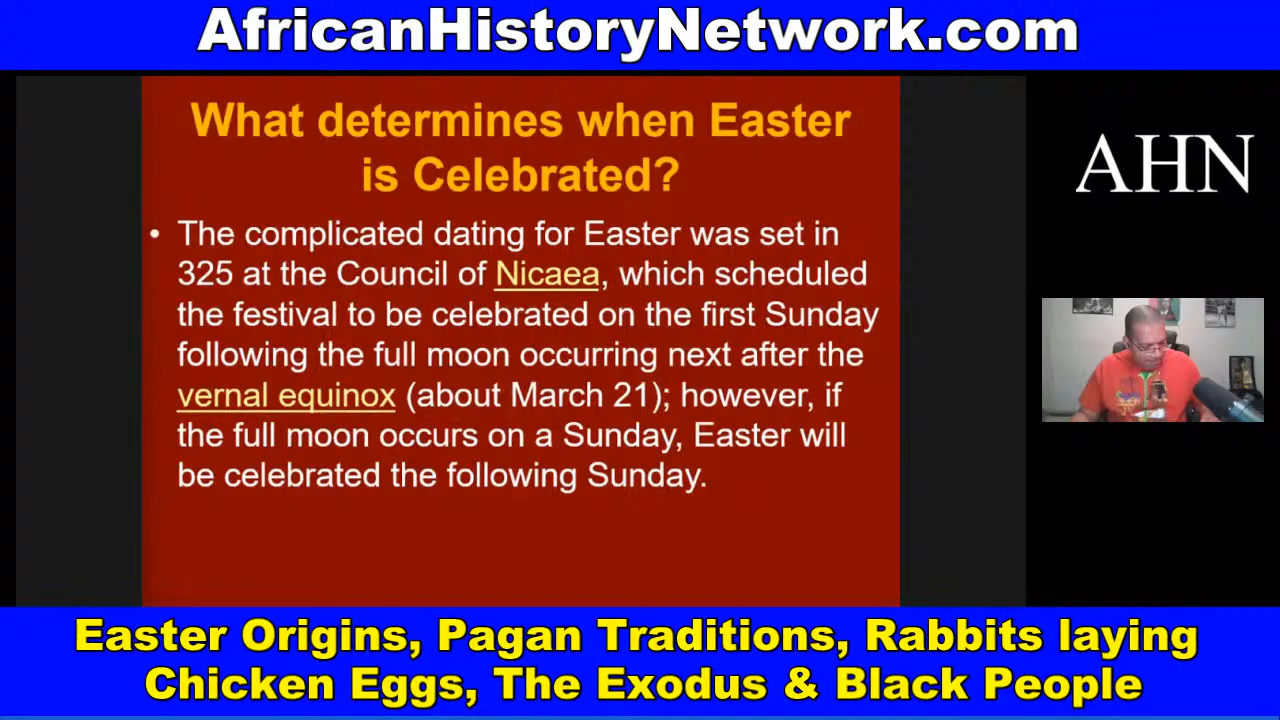 AfricanHistoryNetwork.com
What determines when Easter
is Celebrated?
• The complicated dating for Easter was set in
325 at the Council of Nicaea, which scheduled
the festival to be celebrated on the first Sunday
following the full moon occurring next after the
vernal equinox (about March 21); however, if
the full moon occurs on a Sunday, Easter will
be celebrated the following Sunday.
AHN
Easter Origins, Pagan Traditions, Rabbits laying
Chicken Eggs, The Exodus & Black People